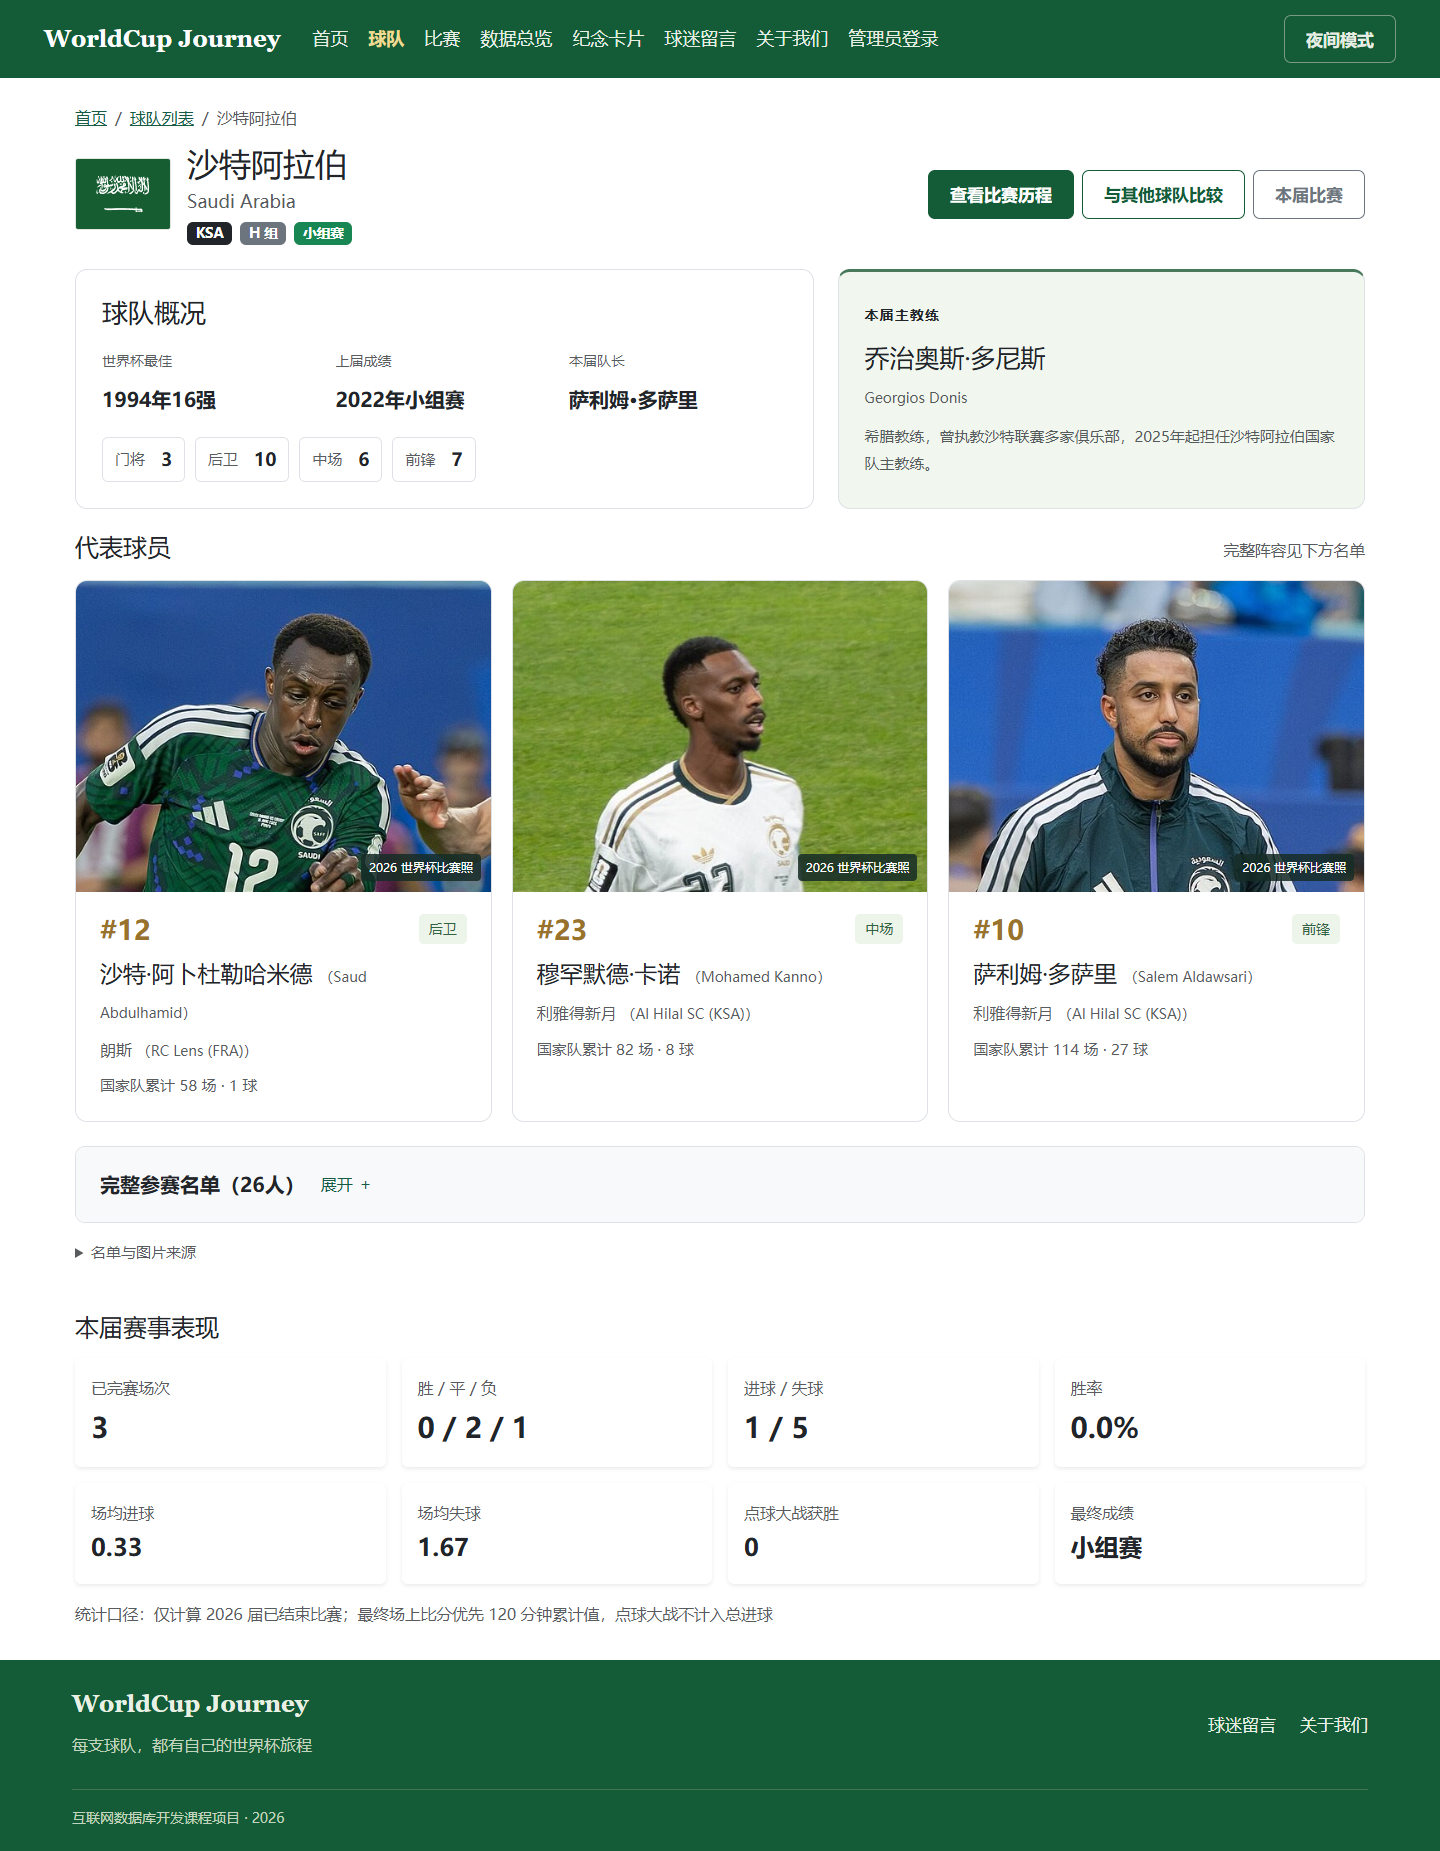 WorldCup Journey 首页 球队 比赛 数据总览 纪念卡片 球迷留言 关于我们 管理员登录 夜间模式
首页 / 球队列表 / 沙特阿拉伯
沙特阿拉伯
Saudi Arabia
KSA H 组 小组赛
查看比赛历程 与其他球队比较 本届比赛
球队概况
世界杯最佳 上届成绩 本届队长
1994年16强 2022年小组赛 萨利姆·多萨里
门将 3 后卫 10 中场 6 前锋 7
本届主教练
乔治奥斯·多尼斯
Georgios Donis
希腊教练，曾执教沙特联赛多家俱乐部，2025年起担任沙特阿拉伯国家
队主教练。
代表球员
完整阵容见下方名单
12
SAUDI
2026 世界杯比赛照
#12 后卫
沙特·阿卜杜勒哈米德 （Saud
Abdulhamid）
朗斯 （RC Lens (FRA)）
国家队累计 58 场 · 1 球
23
2026 世界杯比赛照
#23 中场
穆罕默德·卡诺 （Mohamed Kanno）
利雅得新月 （Al Hilal SC (KSA)）
国家队累计 82 场 · 8 球
السعودية
2026 世界杯比赛照
#10 前锋
萨利姆·多萨里 （Salem Aldawsari）
利雅得新月 （Al Hilal SC (KSA)）
国家队累计 114 场 · 27 球
完整参赛名单（26人） 展开 +
▶ 名单与图片来源
本届赛事表现
已完赛场次
3
胜 / 平 / 负
0 / 2 / 1
进球 / 失球
1 / 5
胜率
0.0%
场均进球
0.33
场均失球
1.67
点球大战获胜
0
最终成绩
小组赛
统计口径：仅计算 2026 届已结束比赛；最终场上比分优先 120 分钟累计值，点球大战不计入总进球
WorldCup Journey
每支球队，都有自己的世界杯旅程
球迷留言 关于我们
互联网数据库开发课程项目 · 2026